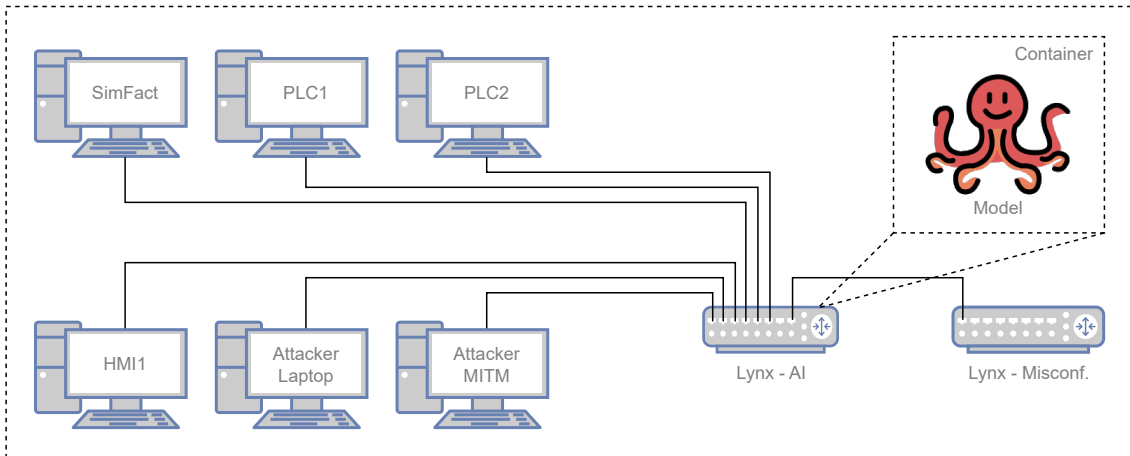 Container
SimFact
PLC1
PLC2
Model
HMI1
Attacker
Laptop
Attacker
MITM
Lynx - AI
Lynx - Misconf.